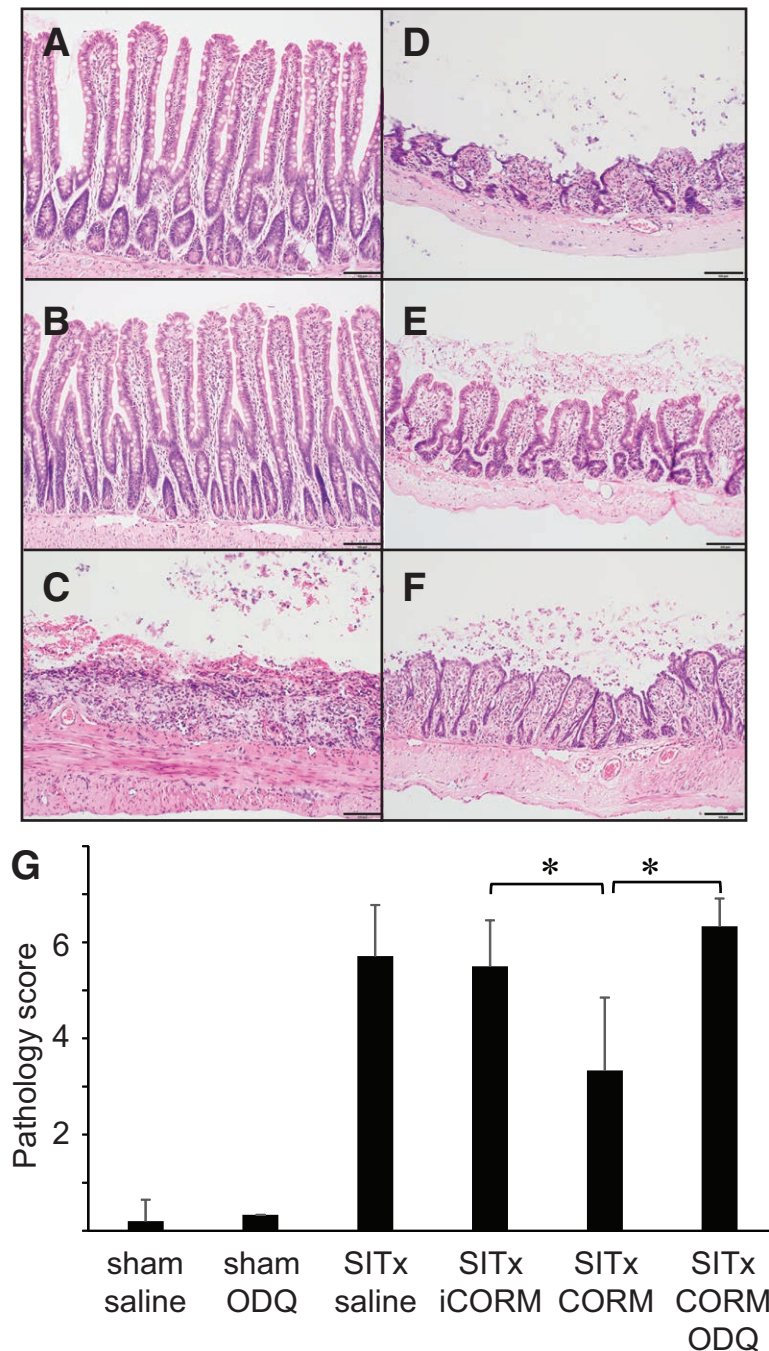 A
D
B
E
C
F
G
*
*
Pathology score
6
4
2
sham
saline
sham
ODQ
SITx
saline
SITx
iCORM
SITx
CORM
SITx
CORM
ODQ